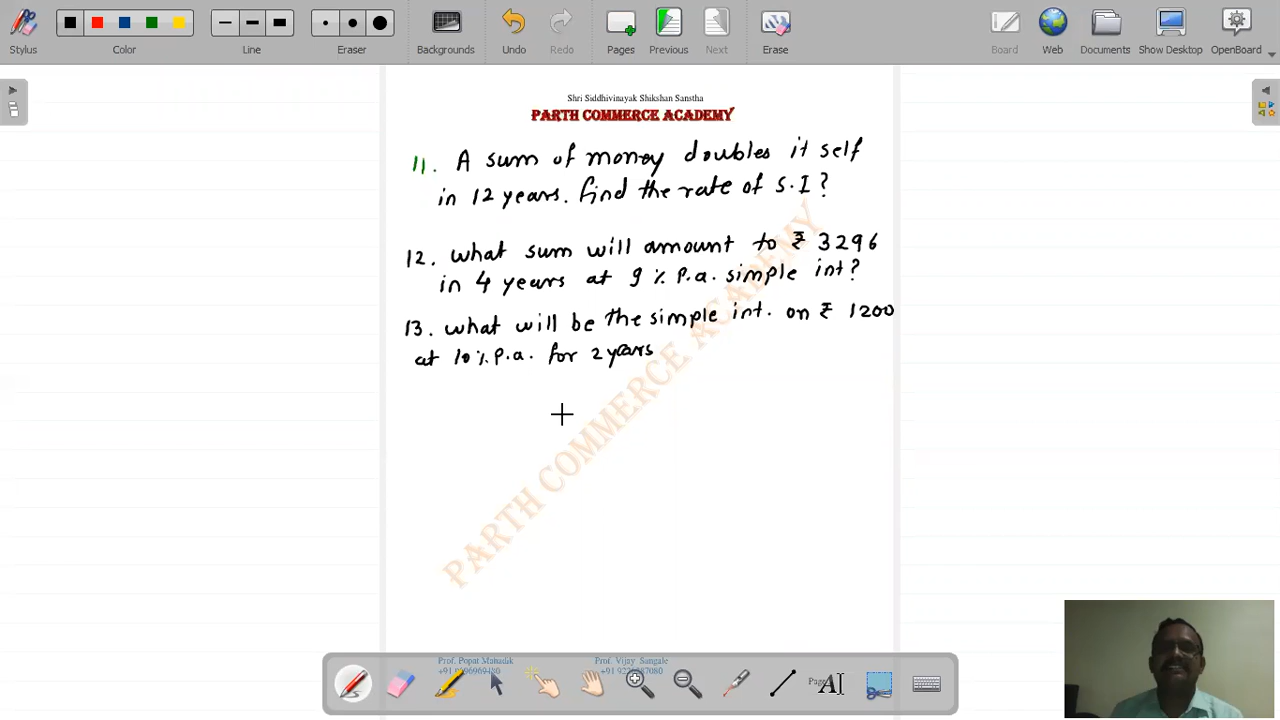 Stylus
Color
Line
Eraser
Backgrounds
Undo
Redo
Pages
Previous
Next
Erase
Board
Web
Documents
Show Desktop
OpenBoard
Shri Siddhivinayak Shikshan Sanstha
PARTH COMMERCE ACADEMY
11. A sum of money doubles it self
in 12 years. find the rate of S.I?
12. what sum will amount to ₹ 3296
in 4 years at 9 % P.a. simple int?
13. what will be the simple int. on ₹ 1200
at 10%.P.a. for 2 years
PARTH COMMERCE ACADEMY
Prof. Popat
Prof. Vijay Sangale
Page